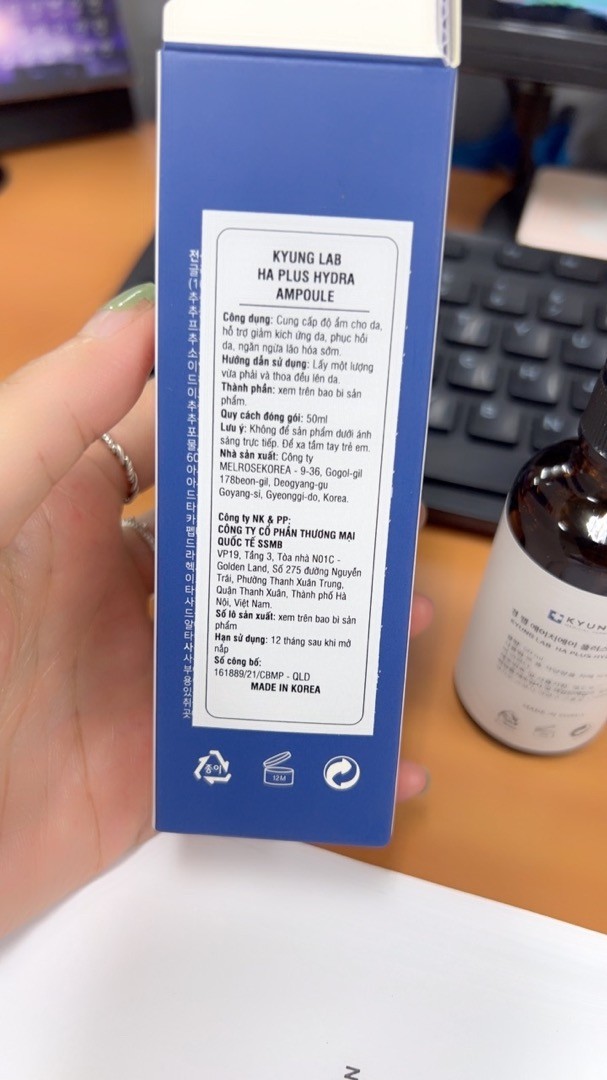 KYUNG LAB
HA PLUS HYDRA
AMPOULE
Công dụng: Cung cấp độ ẩm cho da,
hỗ trợ giảm kích ứng da, phục hồi
da, ngăn ngừa lão hóa sớm.
Hướng dẫn sử dụng: Lấy một lượng
vừa phải và thoa đều lên da.
Thành phần: xem trên bao bì sản
phẩm.
Quy cách đóng gói: 50ml
Lưu ý: Không để sản phẩm dưới ánh
sáng trực tiếp. Để xa tầm tay trẻ em.
Nhà sản xuất: Công ty
MELROSEKOREA - 9-36, Gogol-gil
178beon-gil, Deogyang-gu
Goyang-si, Gyeonggi-do, Korea.
Công ty NK & PP:
CÔNG TY CỔ PHẦN THƯƠNG MẠI
QUỐC TẾ SSMB
VP19, Tầng 3, Tòa nhà N01C -
Golden Land, Số 275 đường Nguyễn
Trãi, Phường Thanh Xuân Trung,
Quận Thanh Xuân, Thành phố Hà
Nội, Việt Nam.
Số lô sản xuất: xem trên bao bì sản
phẩm
Hạn sử dụng: 12 tháng sau khi mở
nắp
Số công bố:
161889/21/CBMP - QLD
MADE IN KOREA
종이
12M
KYUN
KYUNG LAB HA PLUS HY